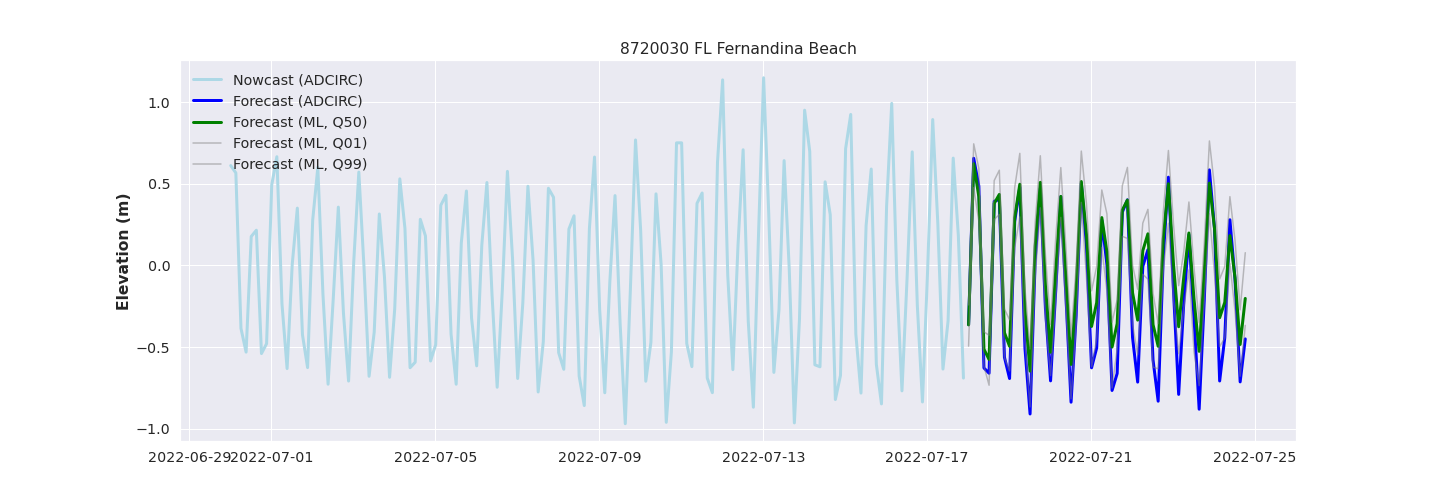 8720030 FL Fernandina Beach
Nowcast (ADCIRC)
Forecast (ADCIRC)
Forecast (ML, Q50)
Forecast (ML, Q01)
Forecast (ML, Q99)
Elevation (m)
1.0
0.5
0.0
−0.5
−1.0
2022-06-29 2022-07-01 2022-07-05 2022-07-09 2022-07-13 2022-07-17 2022-07-21 2022-07-25